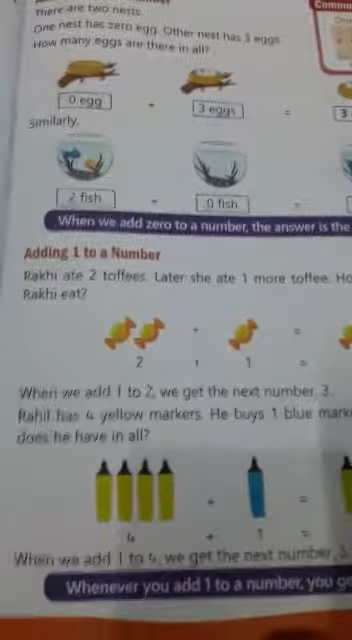 There are two nests.
One nest has zero egg. Other nest has 3 eggs.
How many eggs are there in all?
0 egg + 3 eggs = 3
Similarly,
2 fish + 0 fish =
When we add zero to a number, the answer is the
Adding 1 to a Number
Rakhi ate 2 toffees. Later she ate 1 more toffee. Ho
Rakhi eat?
+ =
2 + 1 =
When we add 1 to 2, we get the next number, 3.
Rahil has 4 yellow markers. He buys 1 blue mark
does he have in all?
+ =
4 + 1 =
When we add 1 to 4, we get the next number, 5.
Whenever you add 1 to a number, you ge